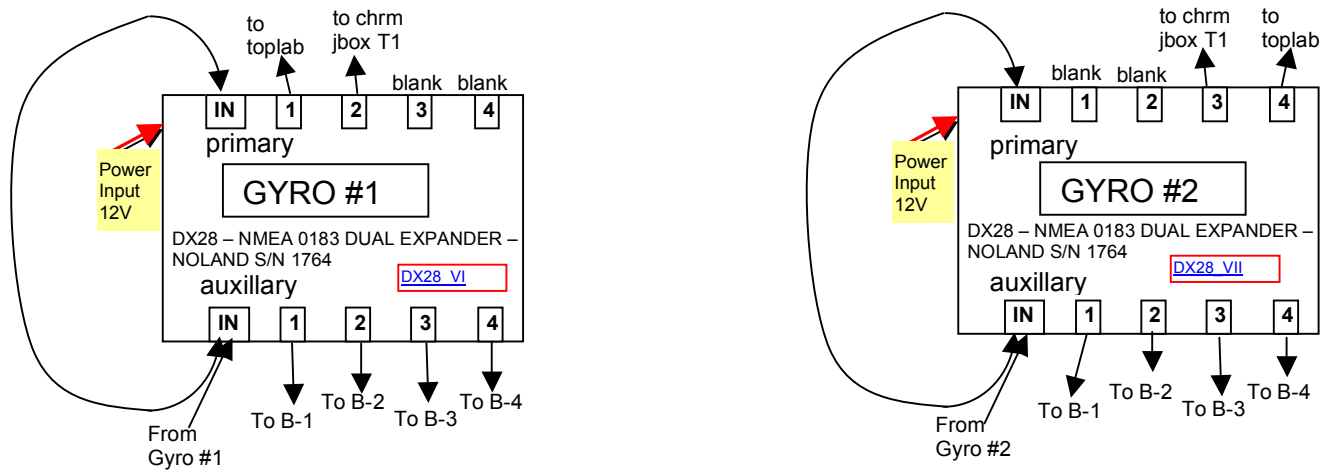 to
toplab
to chrm
jbox T1
blank blank
IN 1 2 3 4
primary
Power
Input
12V
GYRO #1
DX28 – NMEA 0183 DUAL EXPANDER –
NOLAND S/N 1764
DX28_VI
auxillary
IN 1 2 3 4
To B-1
To B-2
To B-3
To B-4
From
Gyro #1
to chrm
jbox T1
to
toplab
blank blank
IN 1 2 3 4
primary
Power
Input
12V
GYRO #2
DX28 – NMEA 0183 DUAL EXPANDER –
NOLAND S/N 1764
DX28_VII
auxillary
IN 1 2 3 4
To B-1
To B-2
To B-3
To B-4
From
Gyro #2